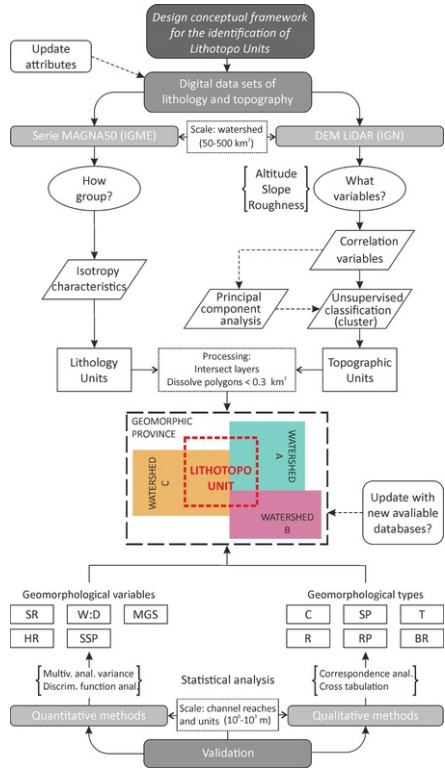 Design conceptual framework
for the identification of
Lithotopo Units
Update
attributes
Digital data sets
of lithology and topography
Serie MAGNA50 (IGME)
Scale: watershed
(50-500 km²)
DEM LiDAR (IGN)
How
group?
Altitude
Slope
Roughness
What
variables?
Correlation
variables
Isotropy
characteristics
Principal
component
analysis
Unsupervised
classification
(cluster)
Lithology
Units
Processing:
Intersect layers
Dissolve polygons < 0.3 km²
Topographic
Units
GEOMORPHIC
PROVINCE
WATERSHED
A
LITHOTOPO
UNIT
WATERSHED
C
WATERSHED
B
Update with
new avaliable
databases?
Geomorphological variables
SR W:D MGS
HR SSP
Geomorphological types
C SP T
R RP BR
Multiv. anal. variance
Discrim. function anal.
Statistical analysis
Correspondence anal.
Cross tabulation
Quantitative methods
Scale: channel reaches
and units (10⁰-10³ m)
Qualitative methods
Validation